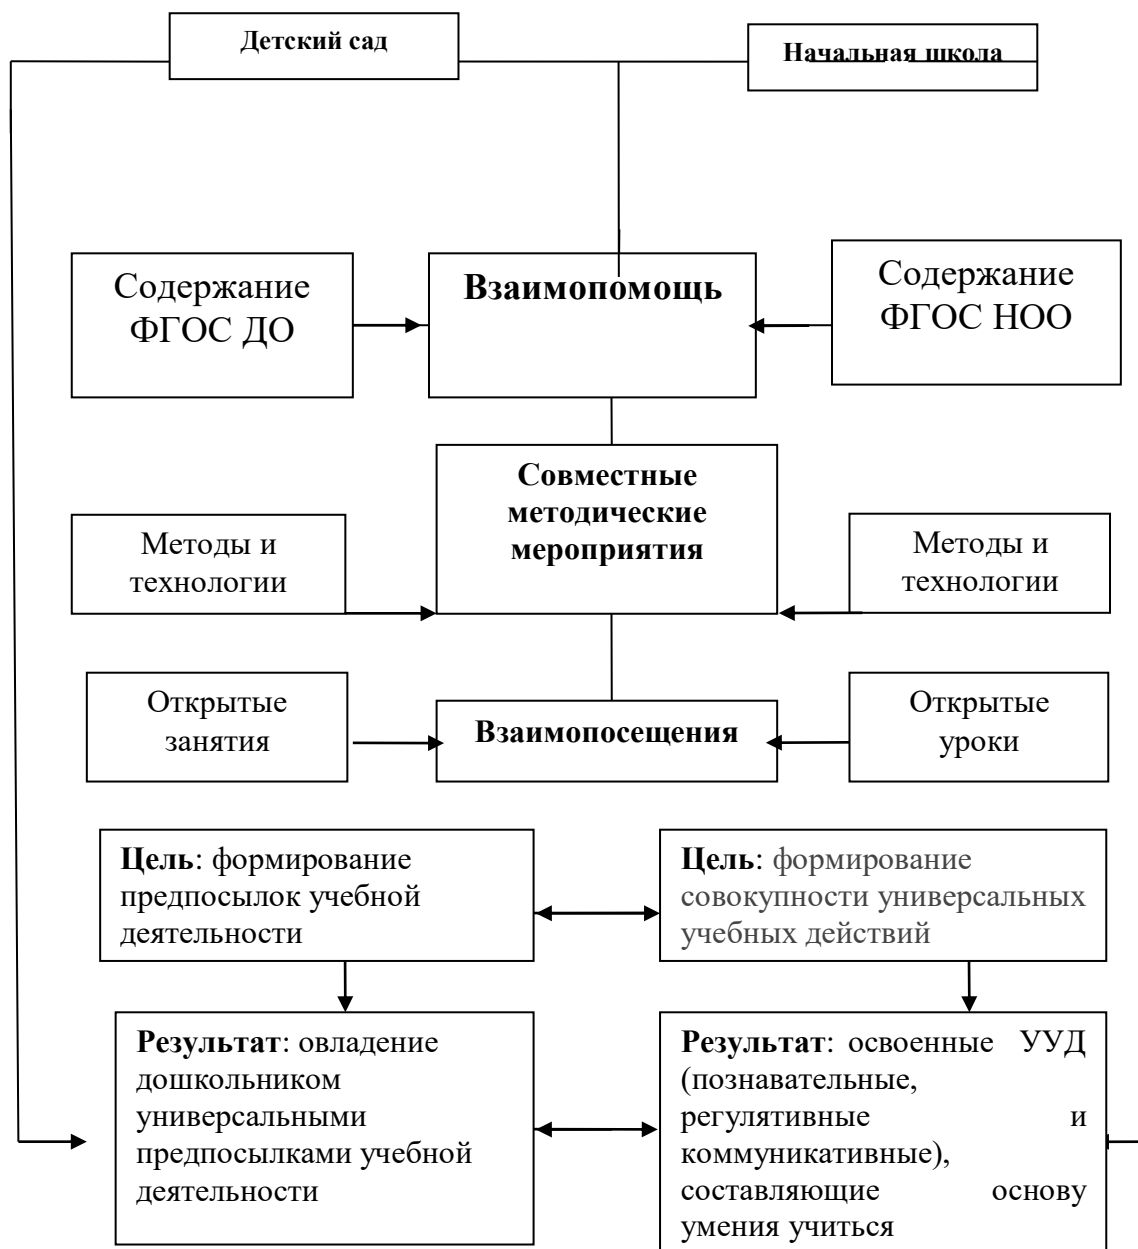 Детский сад
Начальная школа
Содержание
ФГОС ДО
Взаимопомощь
Содержание
ФГОС НОО
Совместные
методические
мероприятия
Методы и
технологии
Методы и
технологии
Открытые
занятия
Взаимопосещения
Открытые
уроки
Цель: формирование
предпосылок учебной
деятельности
Цель: формирование
совокупности универсальных
учебных действий
Результат: овладение
дошкольником
универсальными
предпосылками учебной
деятельности
Результат: освоенные УУД
(познавательные,
регулятивные и
коммуникативные),
составляющие основу
умения учиться